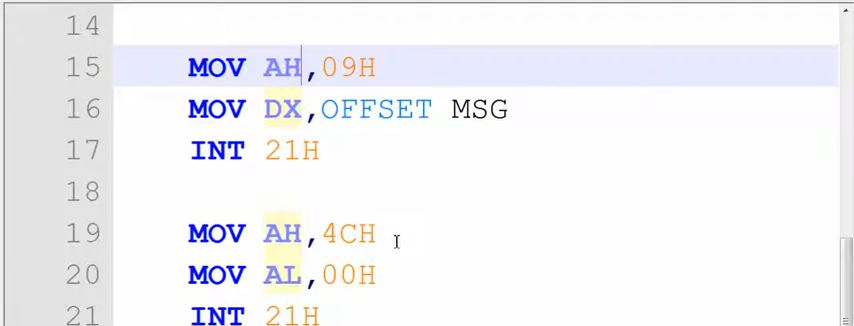 14
15 MOV AH,09H
16 MOV DX,OFFSET MSG
17 INT 21H
18
19 MOV AH,4CH
20 MOV AL,00H
21 INT 21H